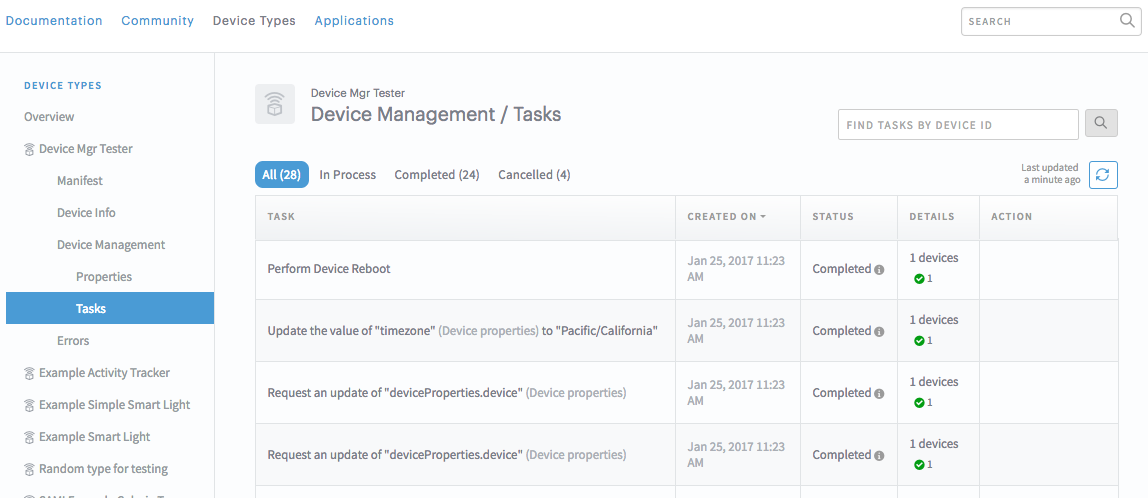 Documentation Community Device Types Applications
SEARCH
DEVICE TYPES
Overview
Device Mgr Tester
Manifest
Device Info
Device Management
Properties
Tasks
Errors
Example Activity Tracker
Example Simple Smart Light
Example Smart Light
Random type for testing
Device Mgr Tester
Device Management / Tasks
FIND TASKS BY DEVICE ID
All (28) In Process Completed (24) Cancelled (4)
Last updated
a minute ago
TASK CREATED ON STATUS DETAILS ACTION
Perform Device Reboot
Jan 25, 2017 11:23
AM
Completed
1 devices
1
Update the value of "timezone" (Device properties) to "Pacific/California"
Jan 25, 2017 11:23
AM
Completed
1 devices
1
Request an update of "deviceProperties.device" (Device properties)
Jan 25, 2017 11:23
AM
Completed
1 devices
1
Request an update of "deviceProperties.device" (Device properties)
Jan 25, 2017 11:23
AM
Completed
1 devices
1